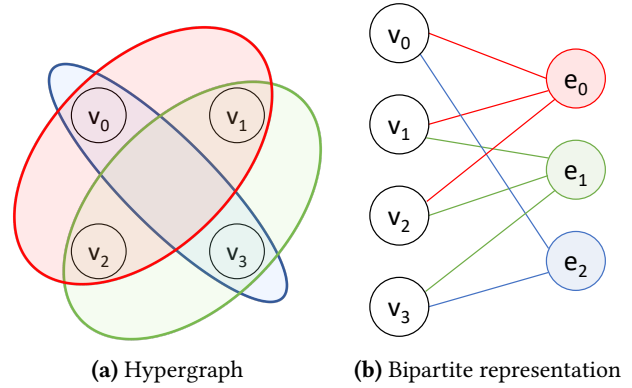 v₀ v₁
v₂ v₃
(a) Hypergraph
v₀
e₀
v₁
e₁
v₂
e₂
v₃
(b) Bipartite representation